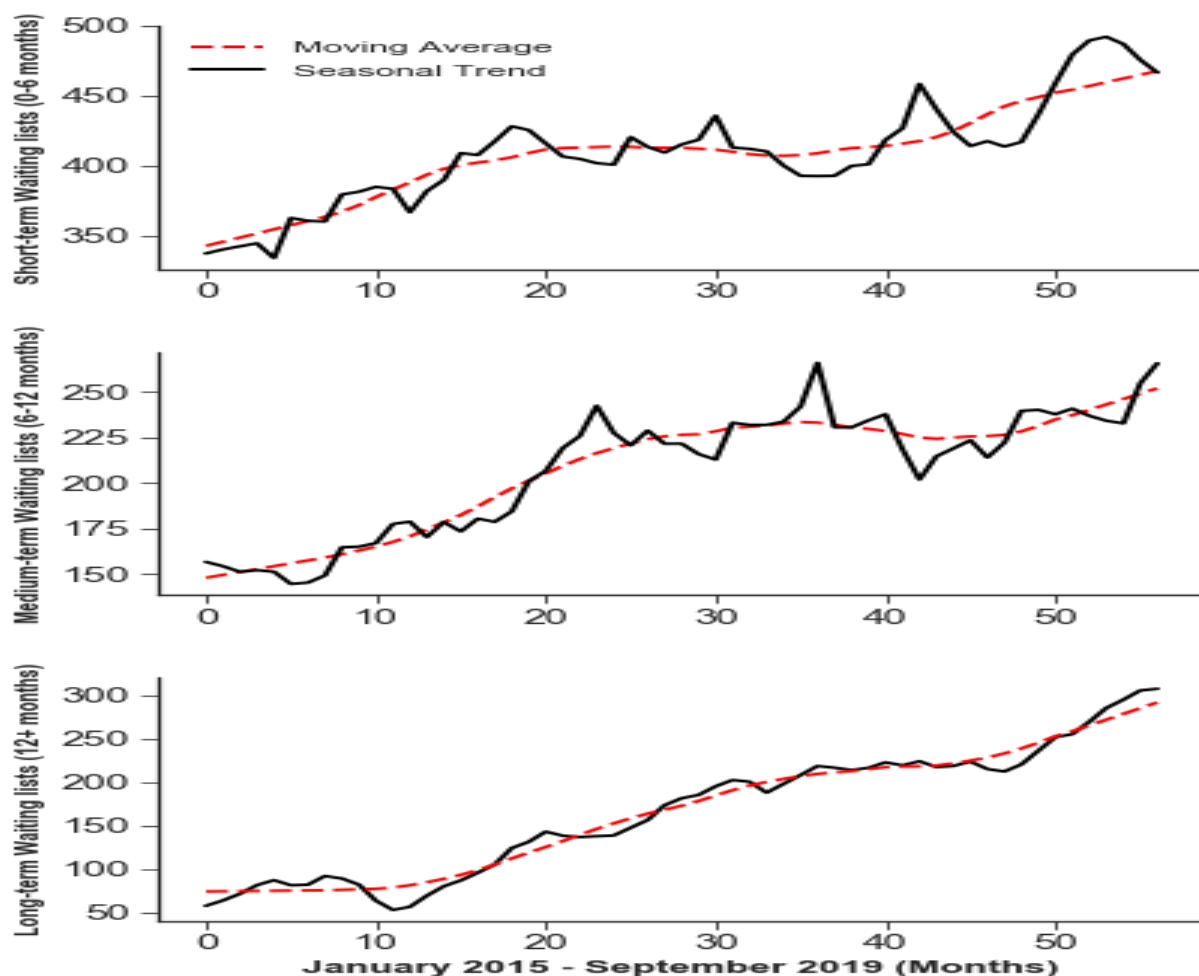 Short-term Waiting lists (0-6 months)
500
450
400
350
Moving Average
Seasonal Trend
0 10 20 30 40 50
Medium-term Waiting lists (6-12 months)
250
225
200
175
150
0 10 20 30 40 50
Long-term Waiting lists (12+ months)
300
250
200
150
100
50
0 10 20 30 40 50
January 2015 - September 2019 (Months)